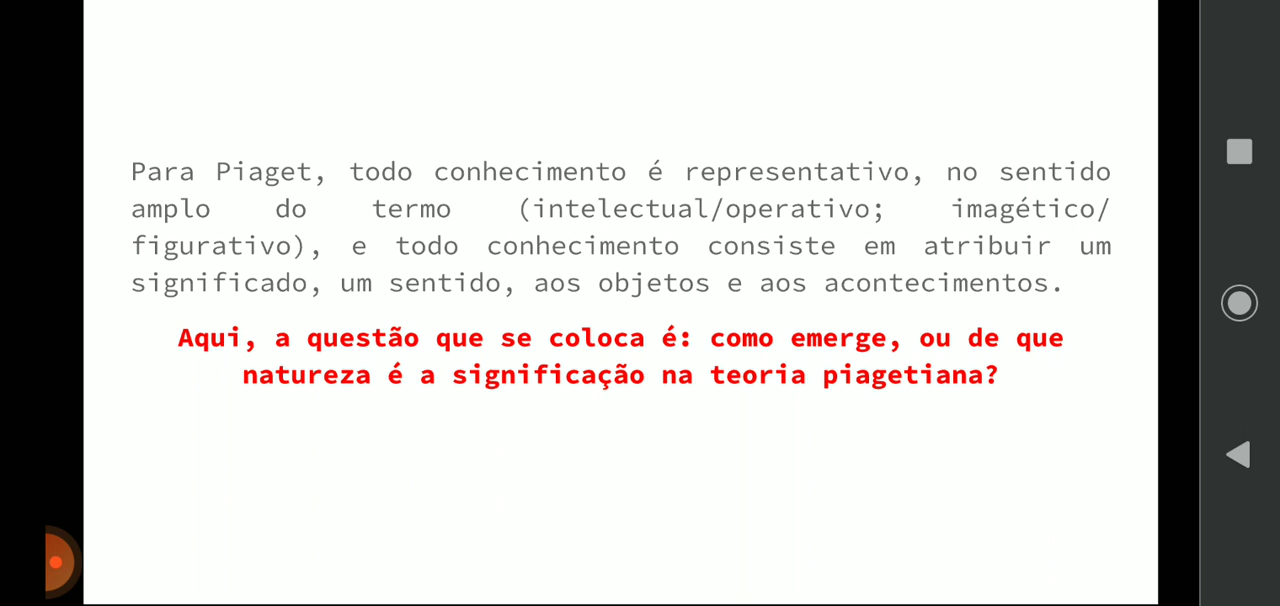 Para Piaget, todo conhecimento é representativo, no sentido
amplo do termo (intelectual/operativo; imagético/
figurativo), e todo conhecimento consiste em atribuir um
significado, um sentido, aos objetos e aos acontecimentos.
Aqui, a questão que se coloca é: como emerge, ou de que
natureza é a significação na teoria piagetiana?